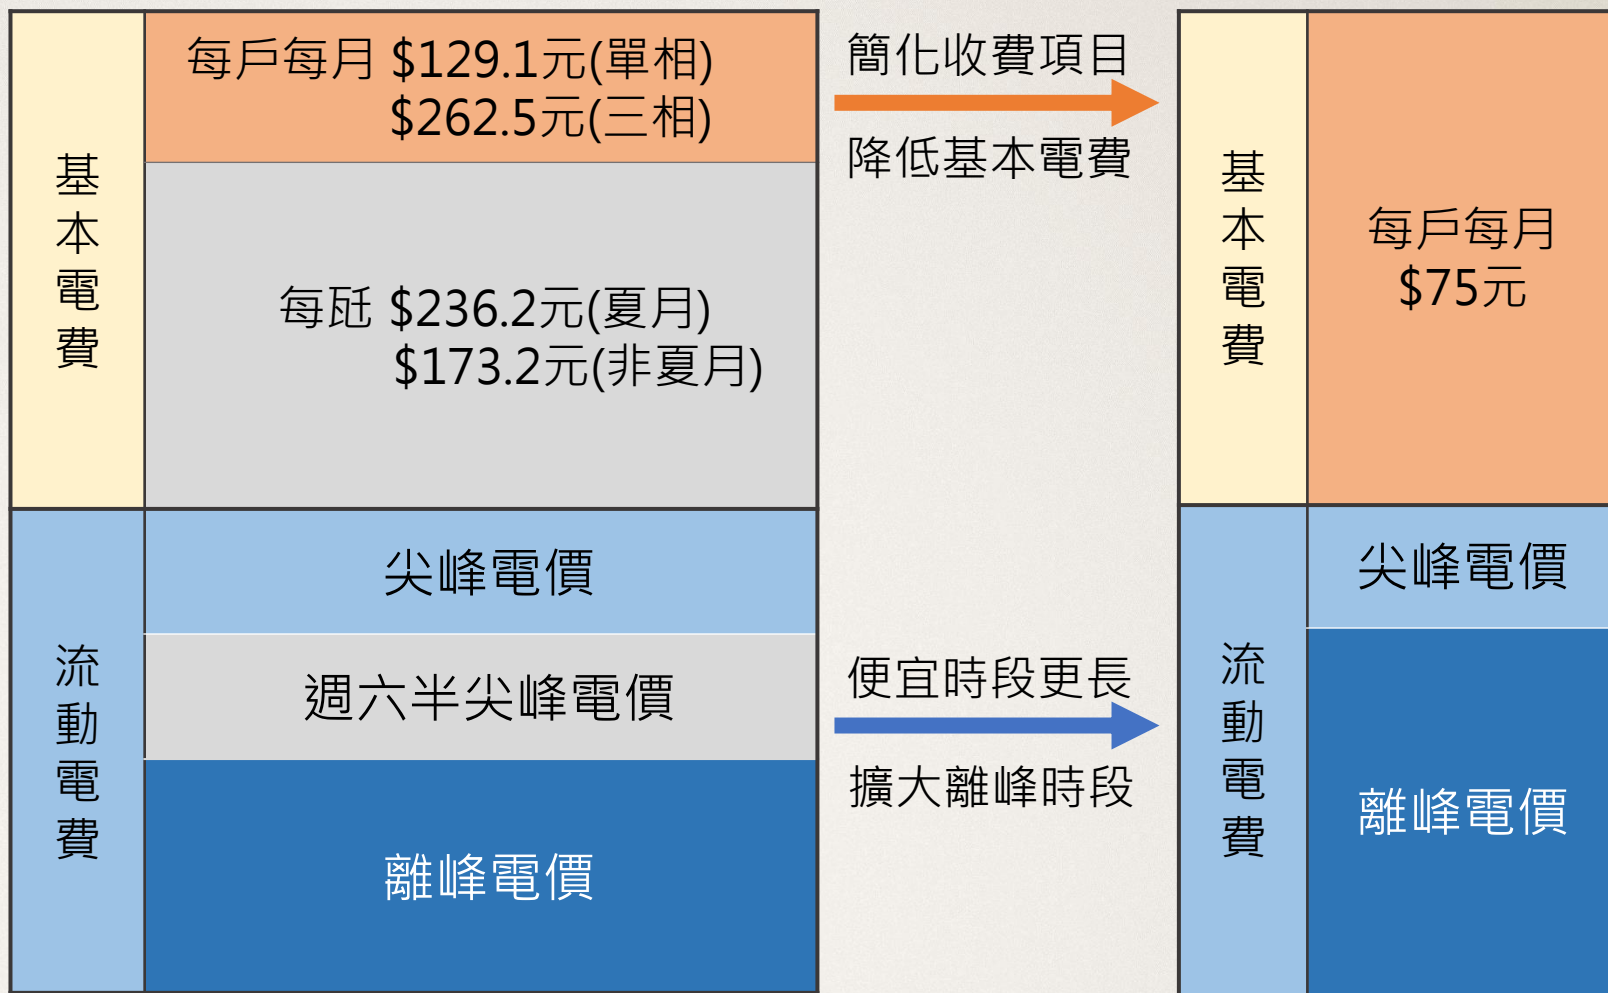 基本電費
每戶每月 $129.1元(單相)
$262.5元(三相)
每瓩 $236.2元(夏月)
$173.2元(非夏月)
流動電費
尖峰電價
週六半尖峰電價
離峰電價
簡化收費項目
降低基本電費
便宜時段更長
擴大離峰時段
基本電費
每戶每月
$75元
流動電費
尖峰電價
離峰電價